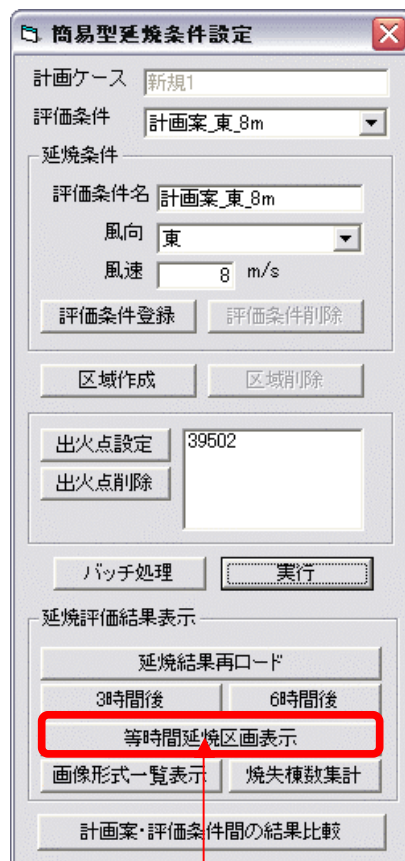 簡易型延焼条件設定
計画ケース 新規1
評価条件 計画案_東_8m
延焼条件
評価条件名 計画案_東_8m
風向 東
風速 8 m/s
評価条件登録 評価条件削除
区域作成 区域削除
出火点設定 39502
出火点削除
バッチ処理 実行
延焼評価結果表示
延焼結果再ロード
3時間後 6時間後
等時間延焼区画表示
画像形式一覧表示 焼失棟数集計
計画案・評価条件間の結果比較